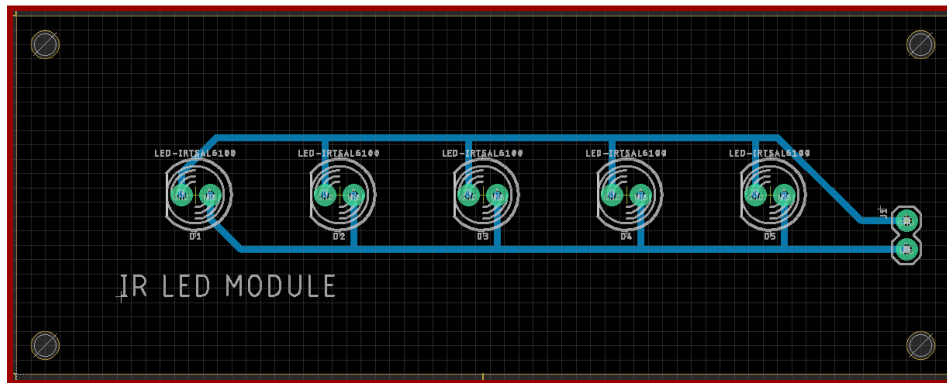 LED-IRTSAL6100 LED-IRTSAL6100 LED-IRTSAL6100 LED-IRTSAL6100 LED-IRTSAL6100
D1 D2 D3 D4 D5
IR LED MODULE